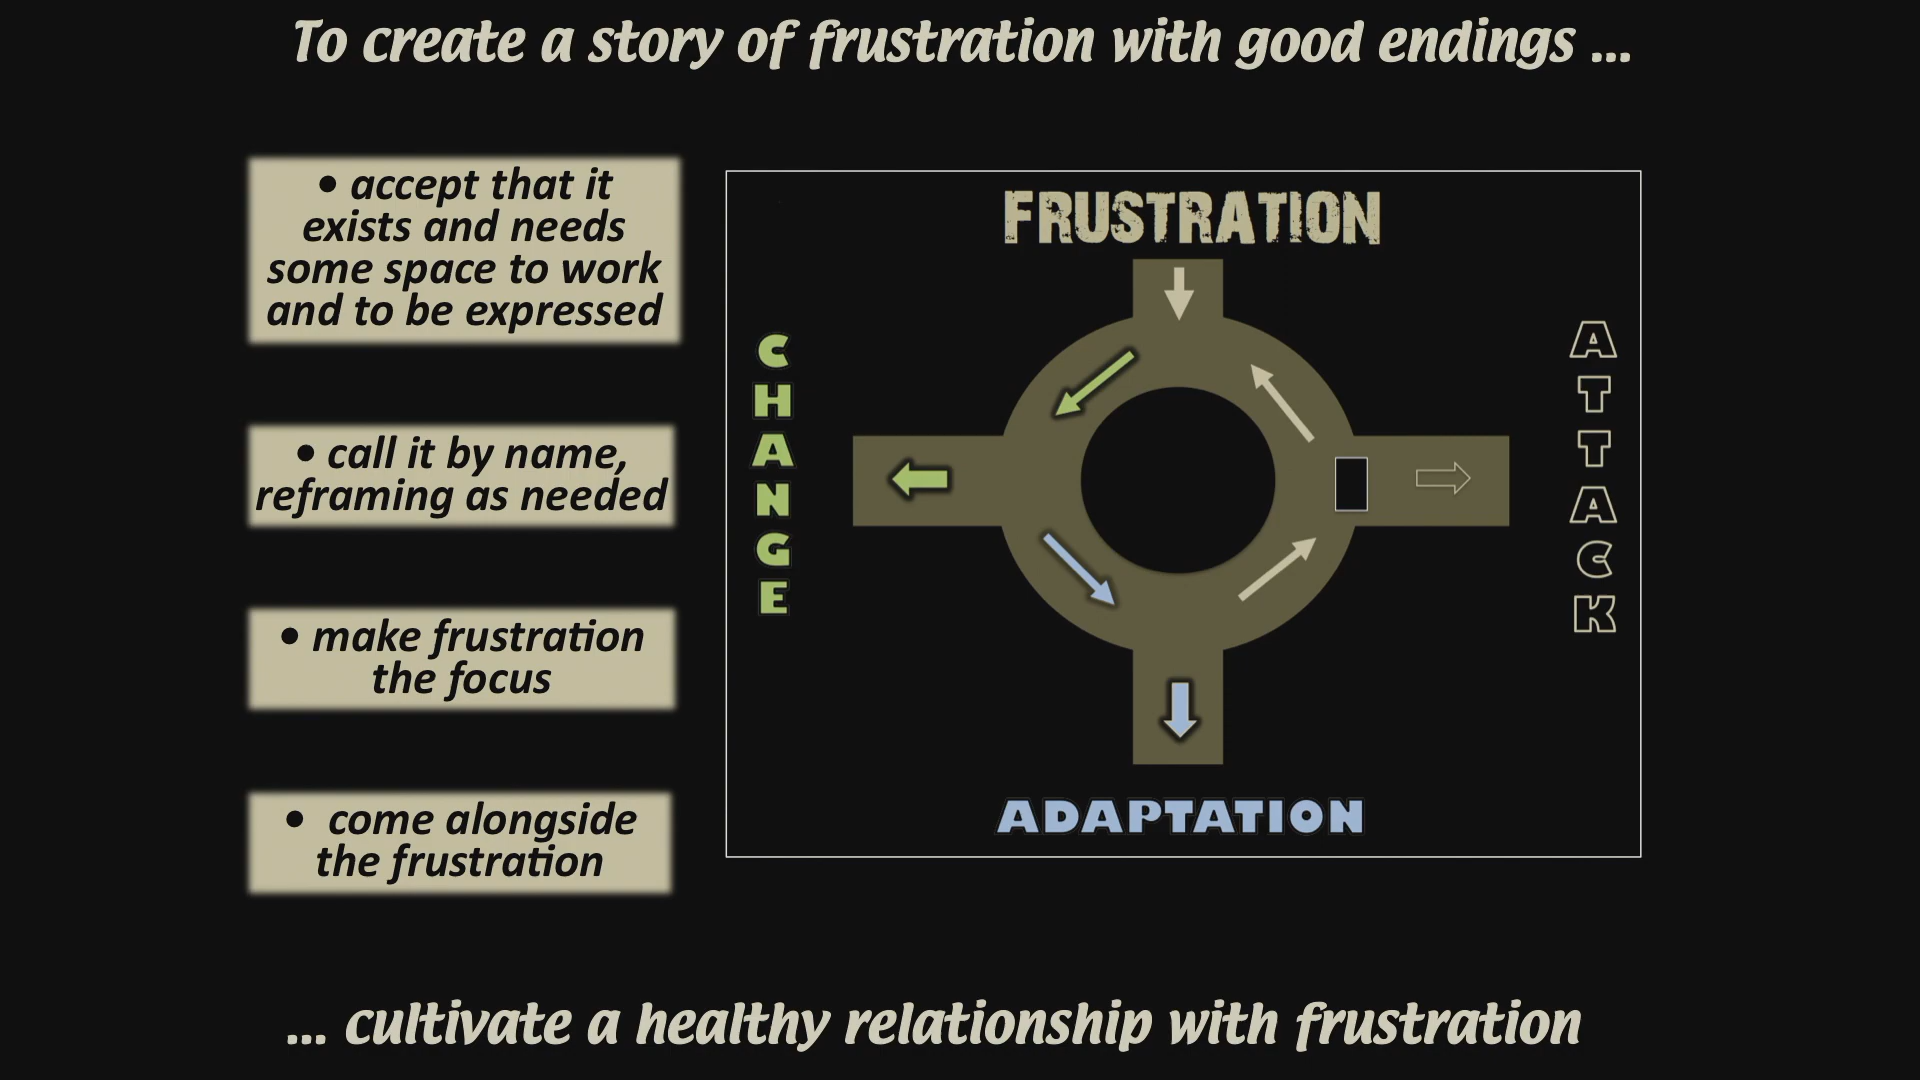 To create a story of frustration with good endings ...
• accept that it
exists and needs
some space to work
and to be expressed
• call it by name,
reframing as needed
• make frustration
the focus
• come alongside
the frustration
FRUSTRATION
CHANGE
ATTACK
ADAPTATION
... cultivate a healthy relationship with frustration